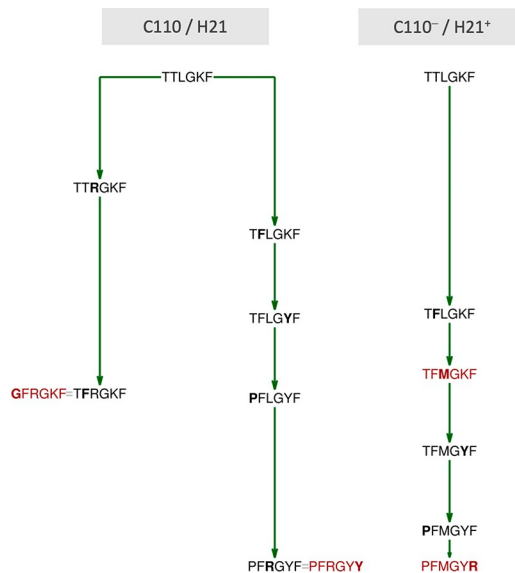 C110 / H21
C110⁻ / H21⁺
TTLGKF
TTLGKF
TTRGKF
TFLGKF
TFLGKF
TFLGYF
TFMGKF
GFRGKF=TFRGKF
PFLGYF
TFMGYF
PFMGYF
PFRGYF=PFRGYY
PFMGYR